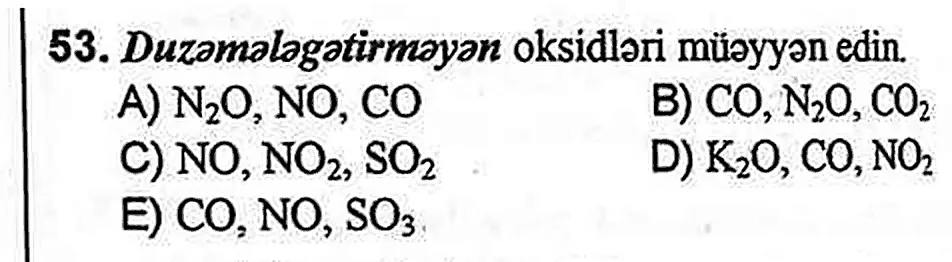 53. Duzəmələgətirməyən oksidləri müəyyən edin.
A) N₂O, NO, CO B) CO, N₂O, CO₂
C) NO, NO₂, SO₂ D) K₂O, CO, NO₂
E) CO, NO, SO₃